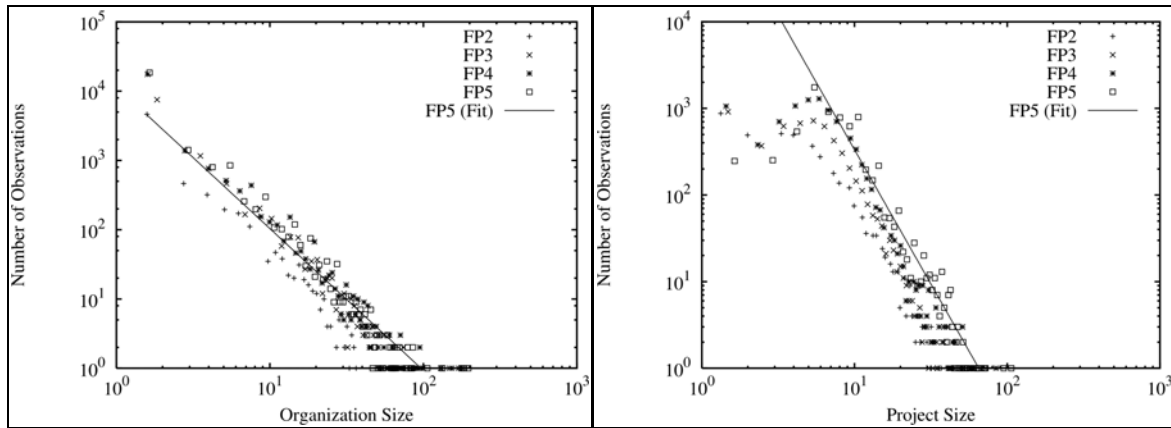 Number of Observations
10^5
10^4
10^3
10^2
10^1
10^0
10^0 10^1 10^2 10^3
Organization Size
FP2
FP3
FP4
FP5
FP5 (Fit)
Number of Observations
10^4
10^3
10^2
10^1
10^0
10^0 10^1 10^2 10^3
Project Size
FP2
FP3
FP4
FP5
FP5 (Fit)